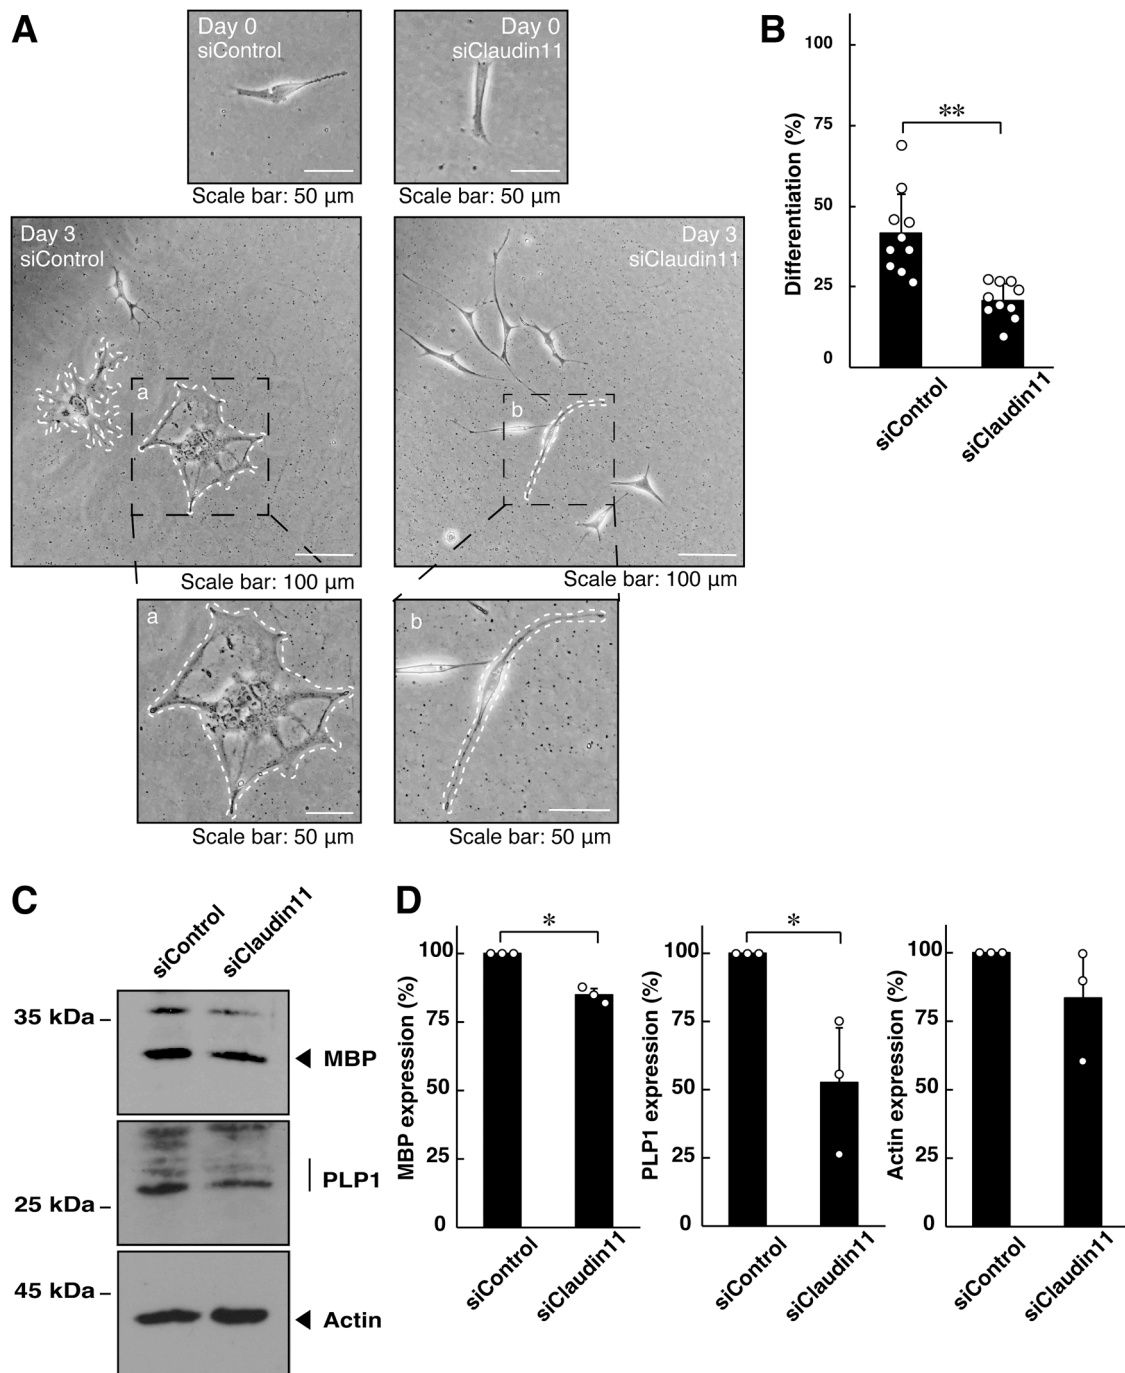 A
Day 0
siControl
Day 0
siClaudin11
Scale bar: 50 µm
Scale bar: 50 µm
Day 3
siControl
a
Day 3
siClaudin11
b
Scale bar: 100 µm
Scale bar: 100 µm
a
b
Scale bar: 50 µm
Scale bar: 50 µm
B
Differentiation (%)
100
75
50
25
0
**
siControl
siClaudin11
C
siControl
siClaudin11
35 kDa
MBP
PLP1
25 kDa
45 kDa
Actin
D
MBP expression (%)
100
75
50
25
0
*
siControl
siClaudin11
PLP1 expression (%)
100
75
50
25
0
*
siControl
siClaudin11
Actin expression (%)
100
75
50
25
0
siControl
siClaudin11